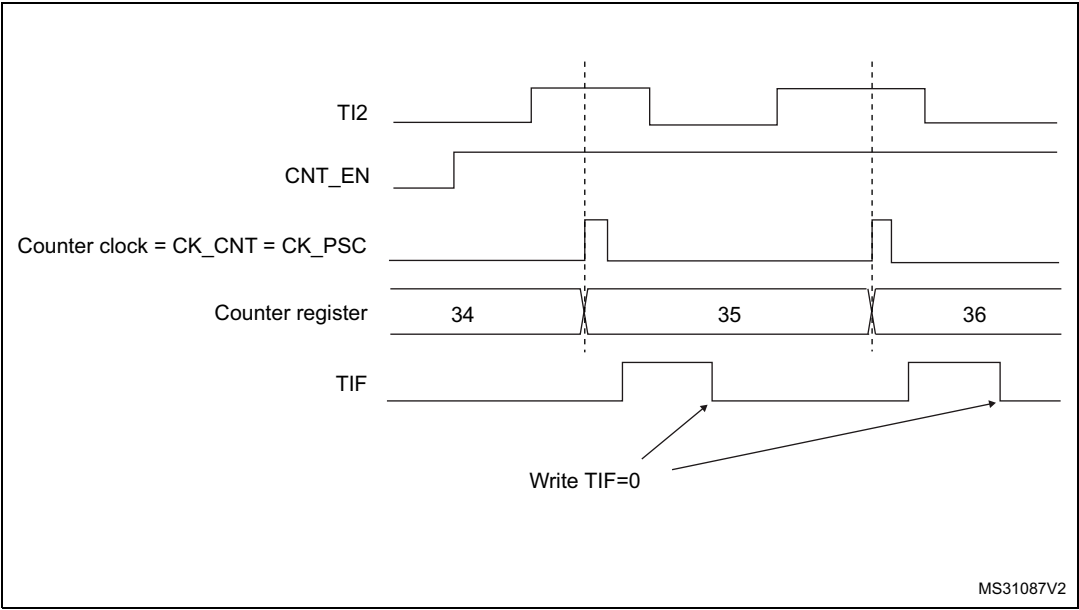 TI2
CNT_EN
Counter clock = CK_CNT = CK_PSC
Counter register
34
35
36
TIF
Write TIF=0
MS31087V2